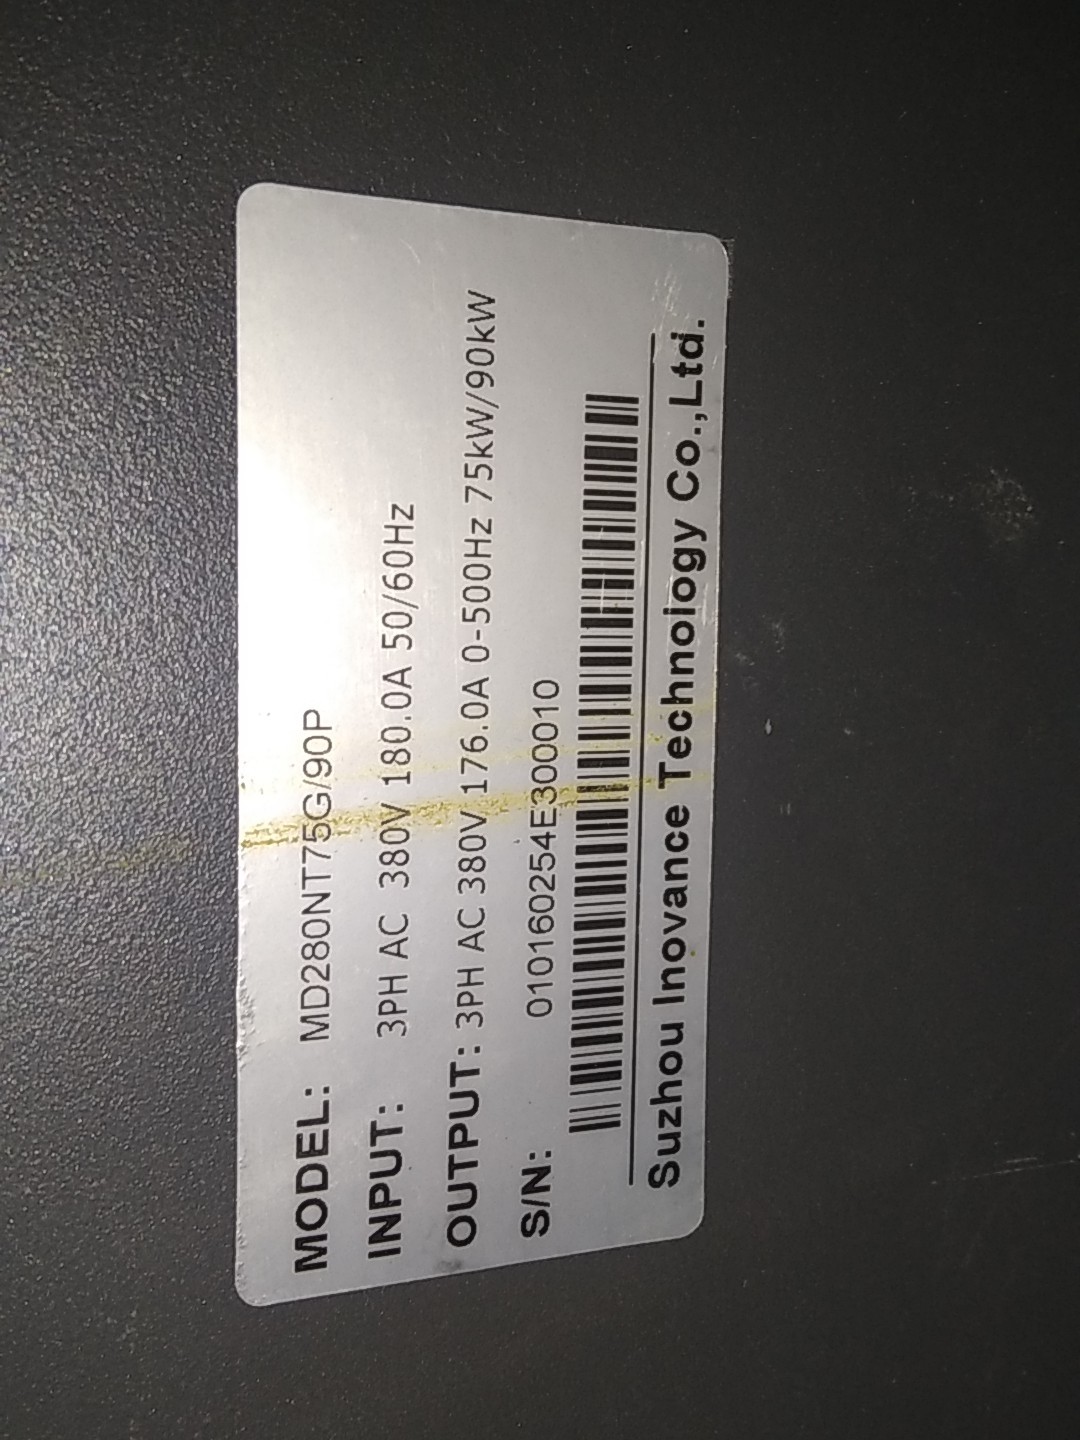 MODEL: MD280NT75G/90P
INPUT: 3PH AC 380V 180.0A 50/60Hz
OUTPUT: 3PH AC 380V 176.0A 0-500Hz 75kW/90kW
S/N: 010160254E300010
Suzhou Inovance Technology Co.,Ltd.